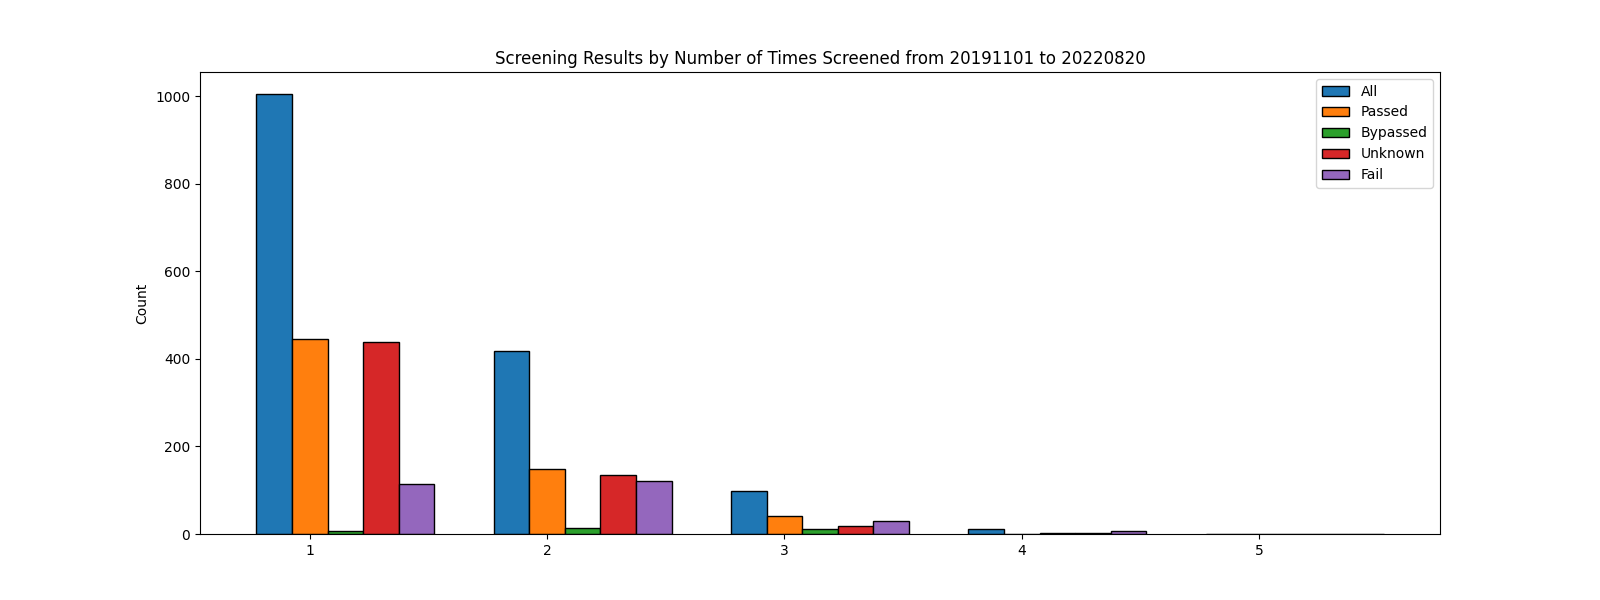 Screening Results by Number of Times Screened from 20191101 to 20220820
1000
800
600
400
200
0
Count
All
Passed
Bypassed
Unknown
Fail
1
2
3
4
5